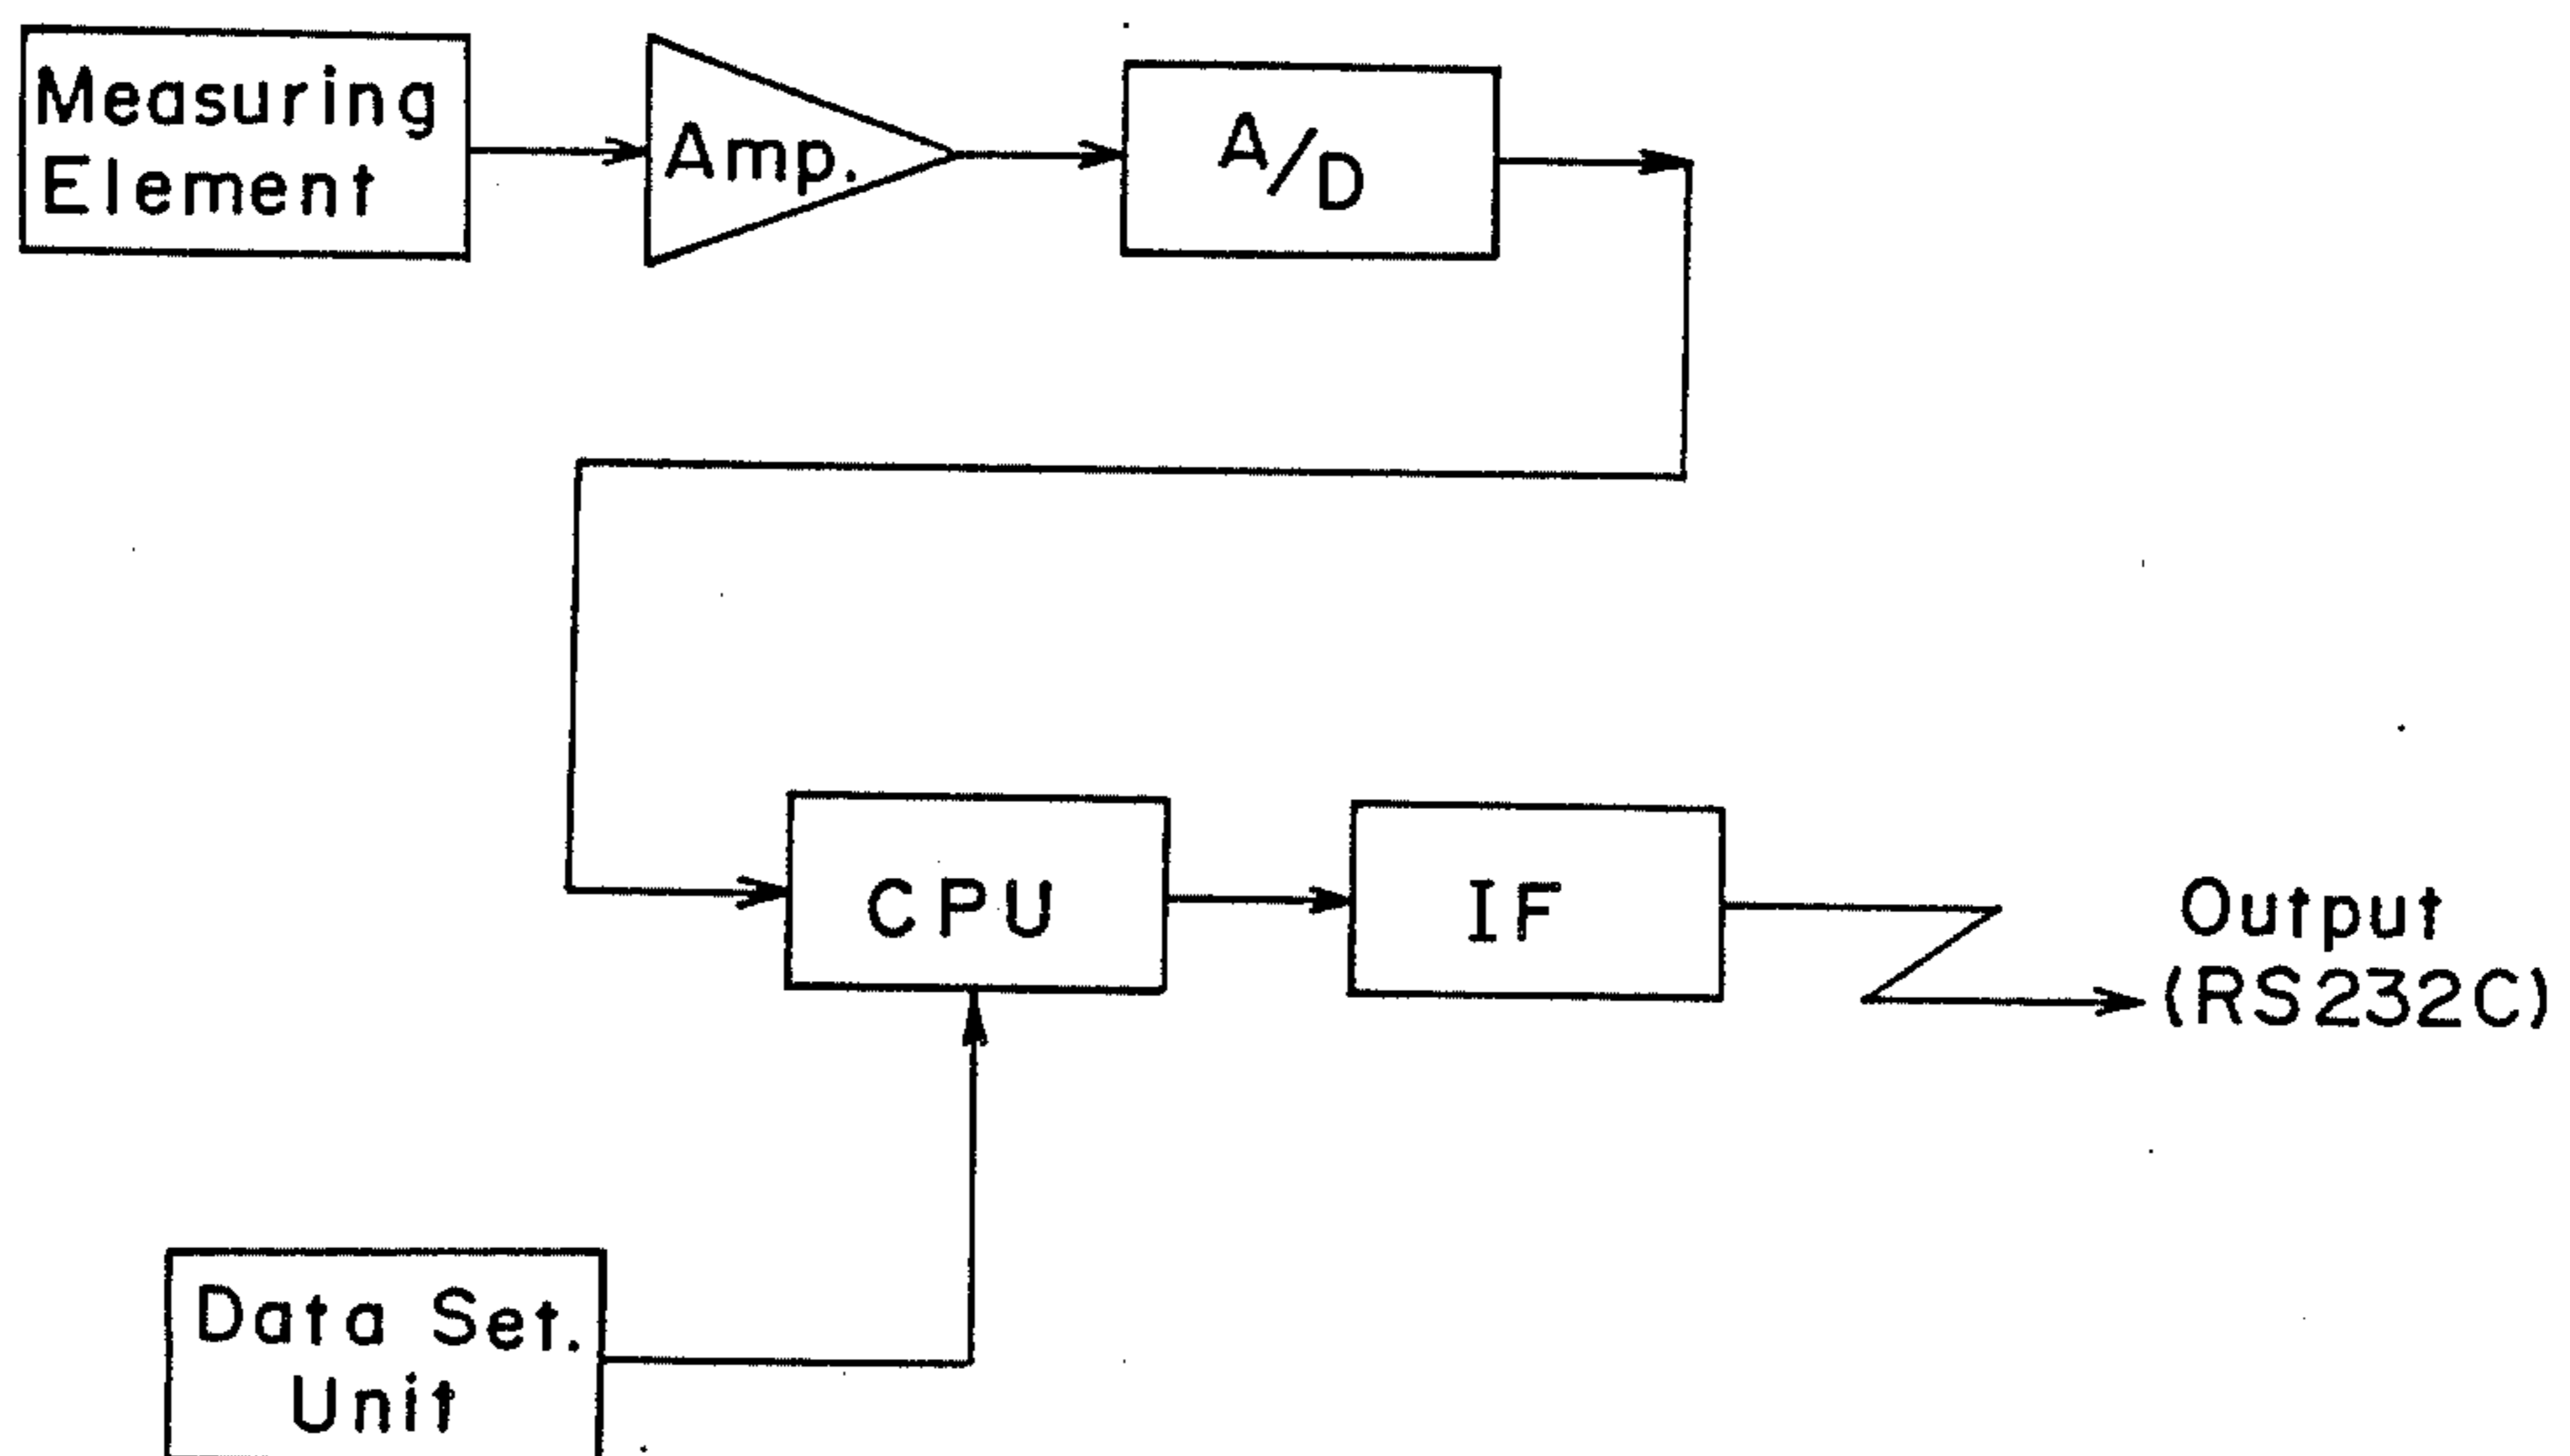 Measuring
Element
Amp.
A/D
CPU
IF
Output
(RS232C)
Data Set.
Unit